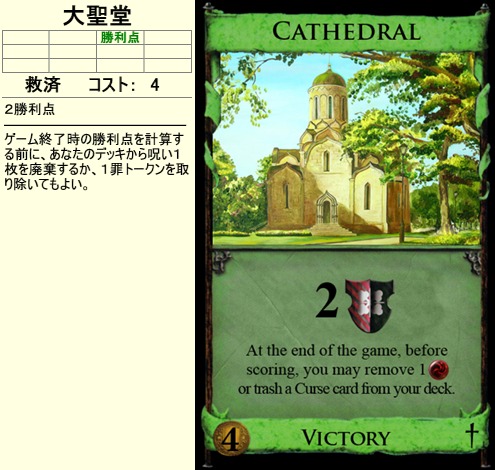 大聖堂
勝利点
救済 コスト: 4
2勝利点
ゲーム終了時の勝利点を計算す
る前に、あなたのデッキから呪い1
枚を廃棄するか、1罪トークンを取
り除いてもよい。
CATHEDRAL
2
At the end of the game, before
scoring, you may remove 1
or trash a Curse card from your deck.
4 VICTORY †